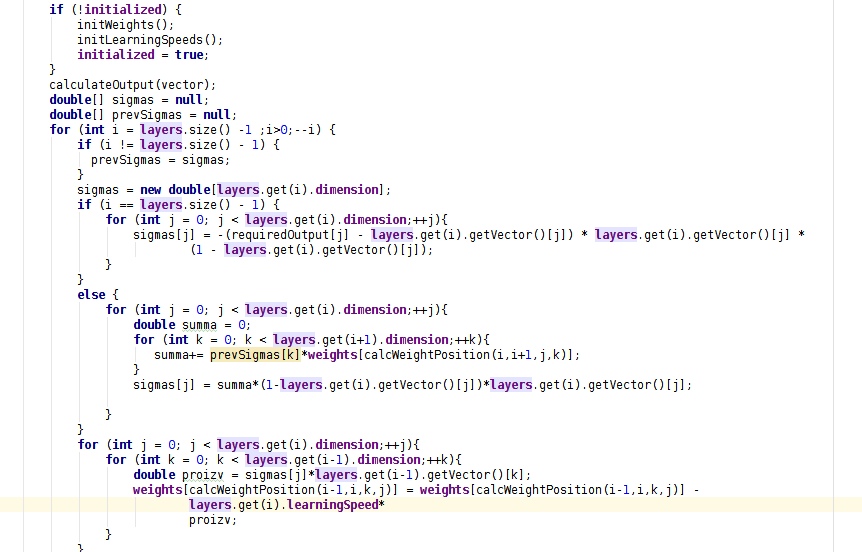 if (!initialized) {
initWeights();
initLearningSpeeds();
initialized = true;
}
calculateOutput(vector);
double[] sigmas = null;
double[] prevSigmas = null;
for (int i = layers.size() -1 ;i>0;--i) {
if (i != layers.size() - 1) {
prevSigmas = sigmas;
}
sigmas = new double[layers.get(i).dimension];
if (i == layers.size() - 1) {
for (int j = 0; j < layers.get(i).dimension;++j){
sigmas[j] = -(requiredOutput[j] - layers.get(i).getVector()[j]) * layers.get(i).getVector()[j] *
(1 - layers.get(i).getVector()[j]);
}
}
else {
for (int j = 0; j < layers.get(i).dimension;++j){
double summa = 0;
for (int k = 0; k < layers.get(i+1).dimension;++k){
summa+= prevSigmas[k]*weights[calcWeightPosition(i,i+1,j,k)];
}
sigmas[j] = summa*(1-layers.get(i).getVector()[j])*layers.get(i).getVector()[j];
}
}
for (int j = 0; j < layers.get(i).dimension;++j){
for (int k = 0; k < layers.get(i-1).dimension;++k){
double proizv = sigmas[j]*layers.get(i-1).getVector()[k];
weights[calcWeightPosition(i-1,i,k,j)] = weights[calcWeightPosition(i-1,i,k,j)] -
layers.get(i).learningSpeed*
proizv;
}
}